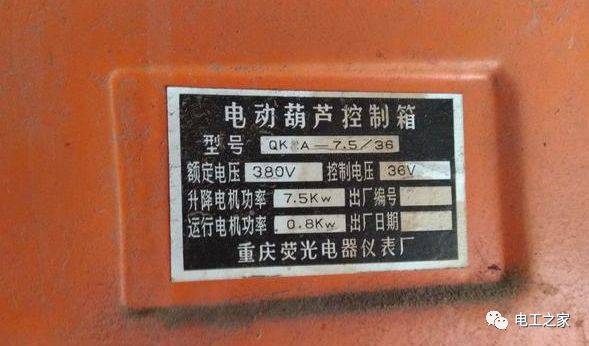 电动葫芦控制箱
型号 QK A-7.5/36
额定电压 380V 控制电压 36V
升降电机功率 7.5Kw 出厂编号
运行电机功率 0.8Kw 出厂日期
重庆荧光电器仪表厂
电工之家